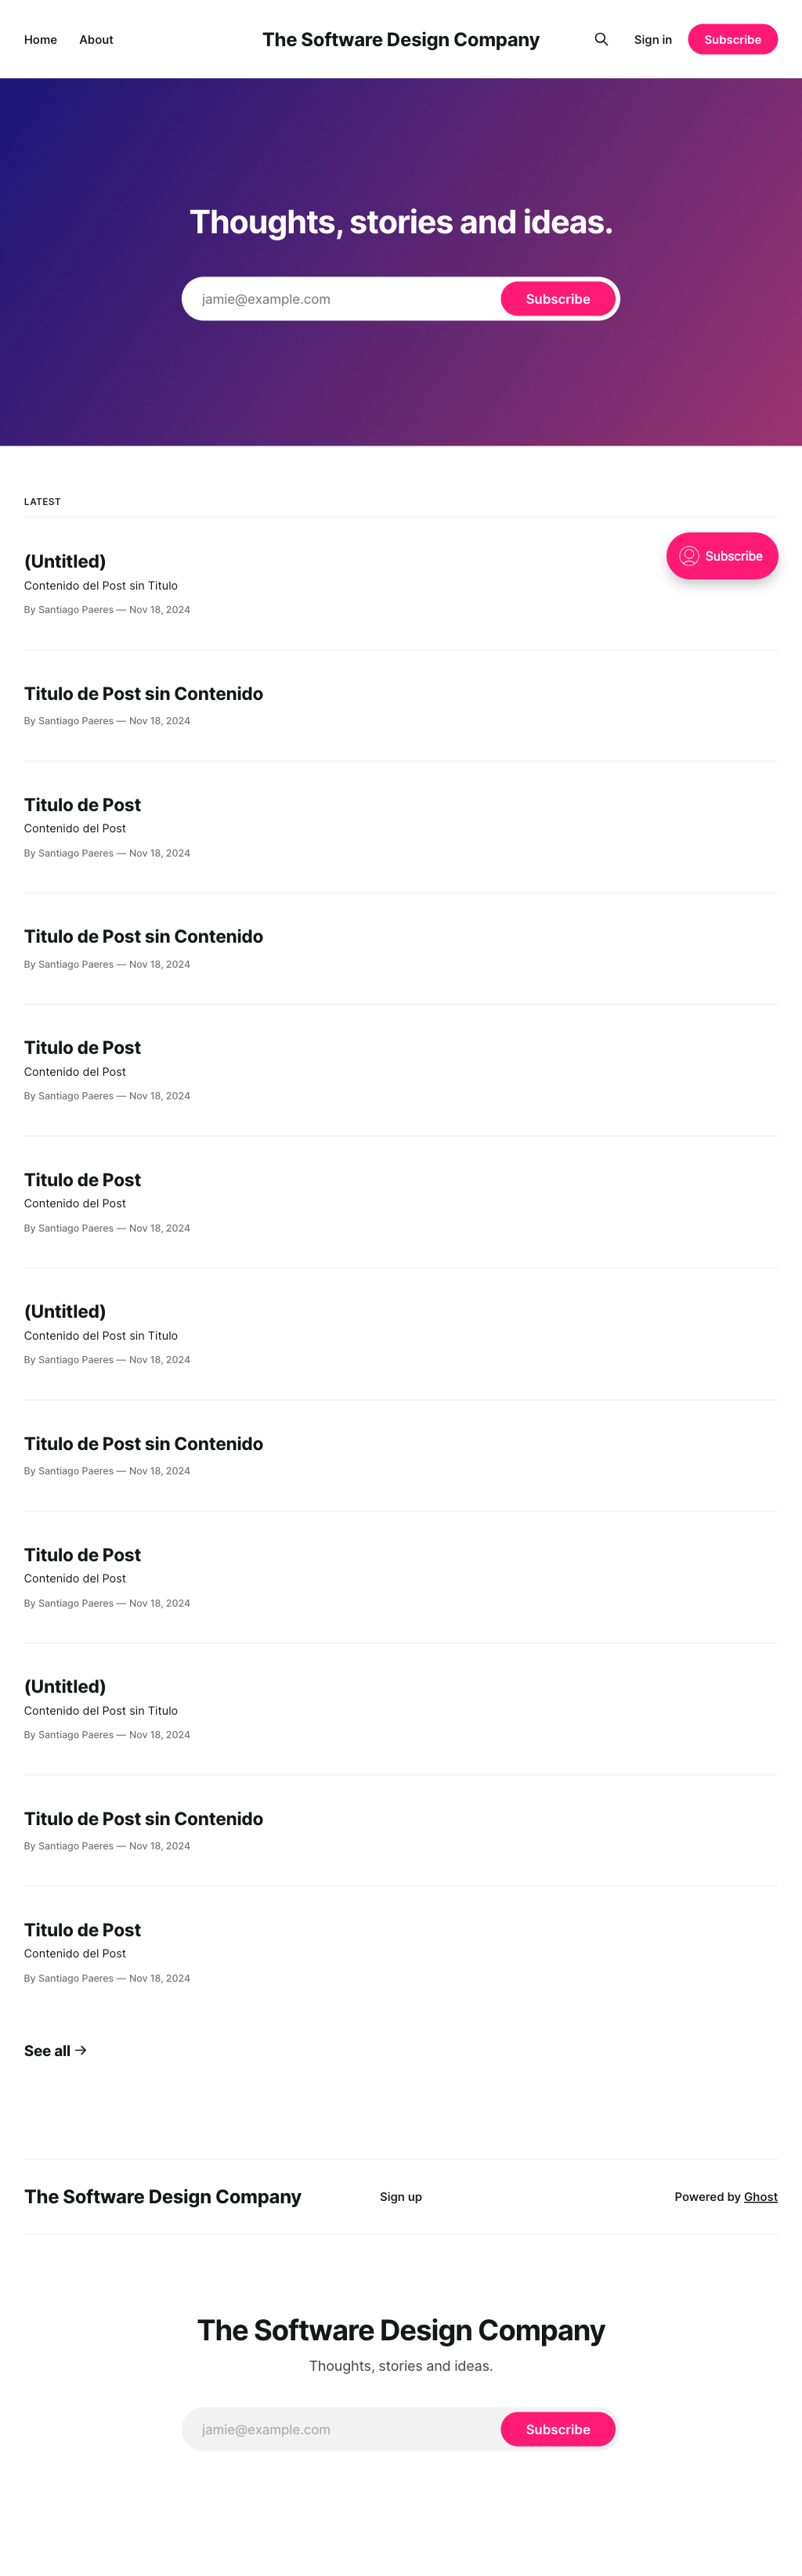 Home About The Software Design Company Sign in Subscribe
Thoughts, stories and ideas.
jamie@example.com Subscribe
LATEST
(Untitled)
Contenido del Post sin Titulo
By Santiago Paeres — Nov 18, 2024
Subscribe
Titulo de Post sin Contenido
By Santiago Paeres — Nov 18, 2024
Titulo de Post
Contenido del Post
By Santiago Paeres — Nov 18, 2024
Titulo de Post sin Contenido
By Santiago Paeres — Nov 18, 2024
Titulo de Post
Contenido del Post
By Santiago Paeres — Nov 18, 2024
Titulo de Post
Contenido del Post
By Santiago Paeres — Nov 18, 2024
(Untitled)
Contenido del Post sin Titulo
By Santiago Paeres — Nov 18, 2024
Titulo de Post sin Contenido
By Santiago Paeres — Nov 18, 2024
Titulo de Post
Contenido del Post
By Santiago Paeres — Nov 18, 2024
(Untitled)
Contenido del Post sin Titulo
By Santiago Paeres — Nov 18, 2024
Titulo de Post sin Contenido
By Santiago Paeres — Nov 18, 2024
Titulo de Post
Contenido del Post
By Santiago Paeres — Nov 18, 2024
See all →
The Software Design Company Sign up Powered by Ghost
The Software Design Company
Thoughts, stories and ideas.
jamie@example.com Subscribe